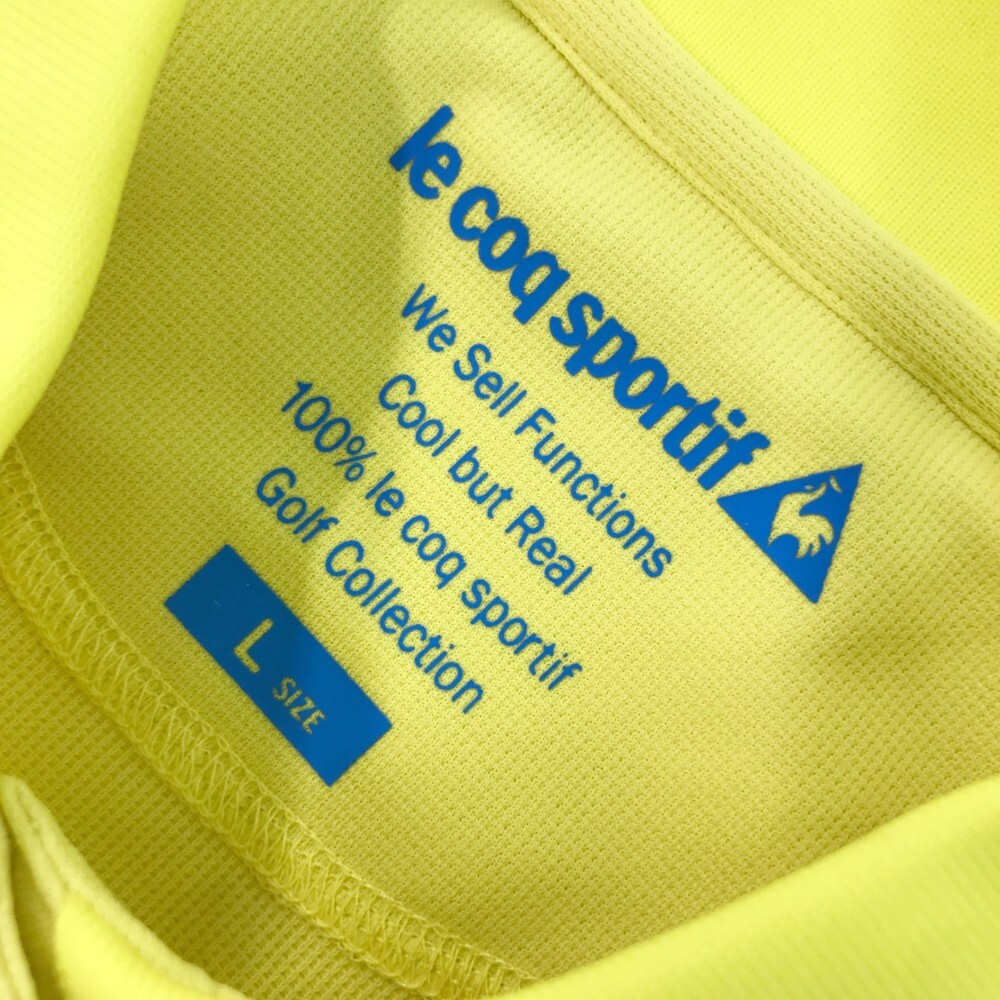 le coq sportif
We Sell Functions
Cool but Real
100% le coq sportif
Golf Collection
L SIZE